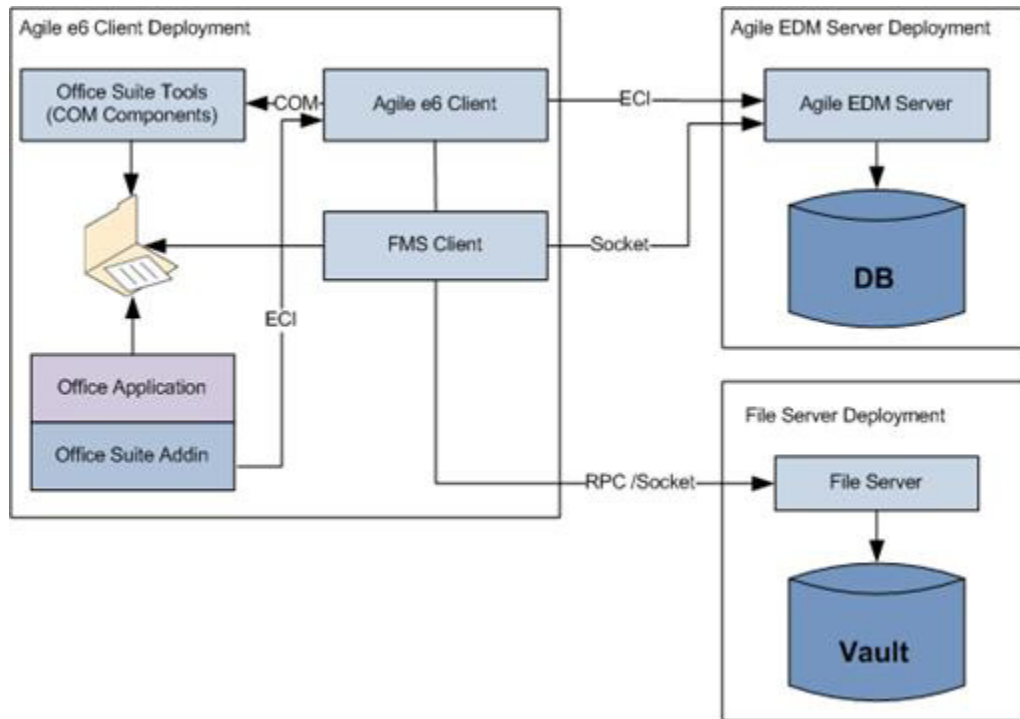 Agile e6 Client Deployment
Office Suite Tools
(COM Components)
COM
Agile e6 Client
ECI
FMS Client
Socket
ECI
Office Application
Office Suite Addin
RPC /Socket
Agile EDM Server Deployment
Agile EDM Server
DB
File Server Deployment
File Server
Vault